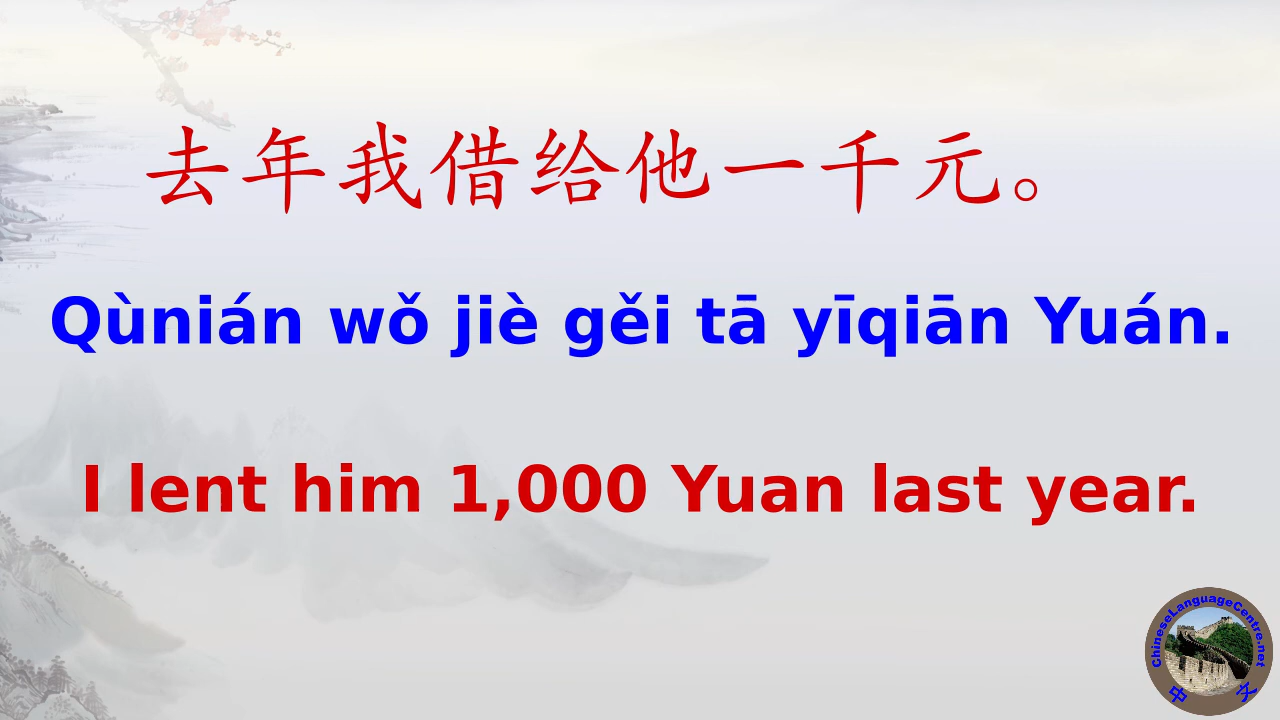 去年我借给他一千元。
Qùnián wǒ jiè gěi tā yīqiān Yuán.
I lent him 1,000 Yuan last year.
ChineseLanguageCentre.net
中文